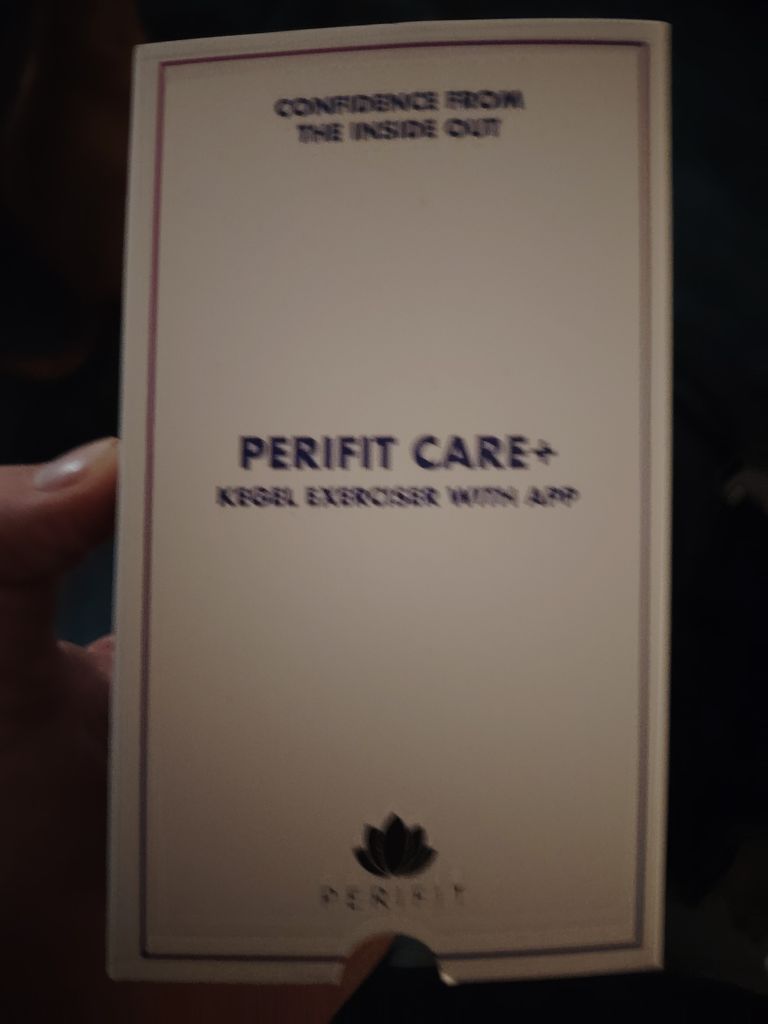 CONFIDENCE FROM
THE INSIDE OUT
PERIFIT CARE+
KEGEL EXERCISER WITH APP
PERIFIT